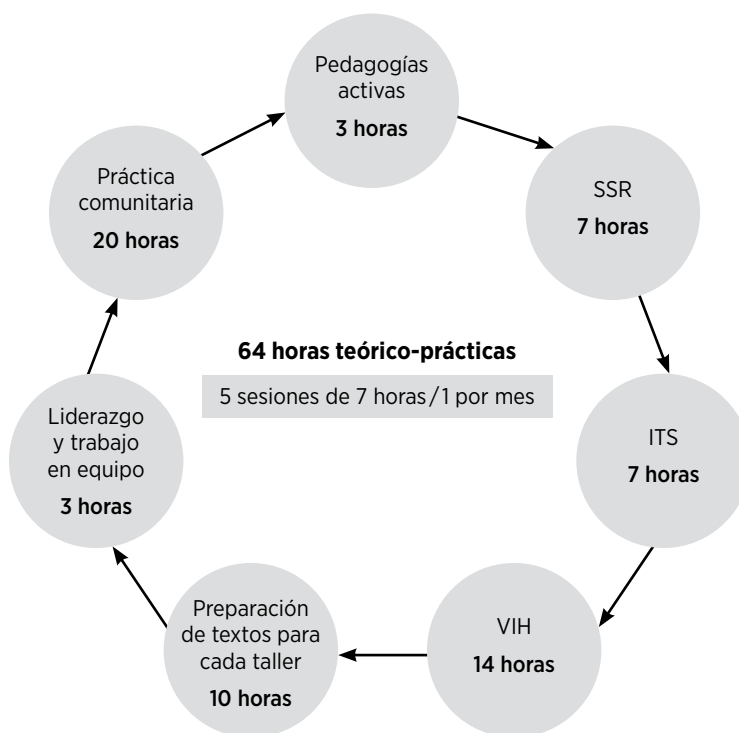 Pedagogías
activas
3 horas
SSR
7 horas
ITS
7 horas
VIH
14 horas
Preparación
de textos para
cada taller
10 horas
Liderazgo
y trabajo
en equipo
3 horas
Práctica
comunitaria
20 horas
64 horas teórico-prácticas
5 sesiones de 7 horas/1 por mes